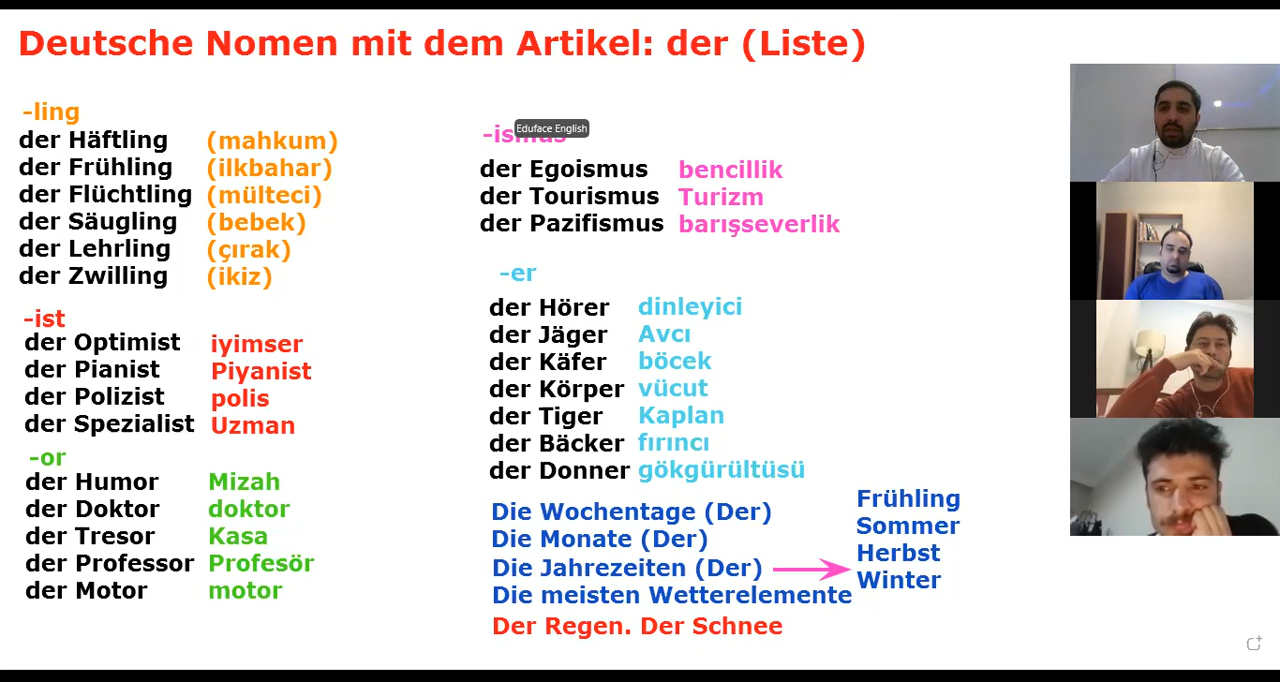 Deutsche Nomen mit dem Artikel: der (Liste)
-ling
der Häftling (mahkum)
der Frühling (ilkbahar)
der Flüchtling (mülteci)
der Säugling (bebek)
der Lehrling (çırak)
der Zwilling (ikiz)
-ist
der Optimist iyimser
der Pianist Piyanist
der Polizist polis
der Spezialist Uzman
-or
der Humor Mizah
der Doktor doktor
der Tresor Kasa
der Professor Profesör
der Motor motor
-ismus
Eduface English
der Egoismus bencillik
der Tourismus Turizm
der Pazifismus barışseverlik
-er
der Hörer dinleyici
der Jäger Avcı
der Käfer böcek
der Körper vücut
der Tiger Kaplan
der Bäcker fırıncı
der Donner gökgürültüsü
Die Wochentage (Der)
Die Monate (Der)
Die Jahrezeiten (Der)
Die meisten Wetterelemente
Der Regen. Der Schnee
Frühling
Sommer
Herbst
Winter